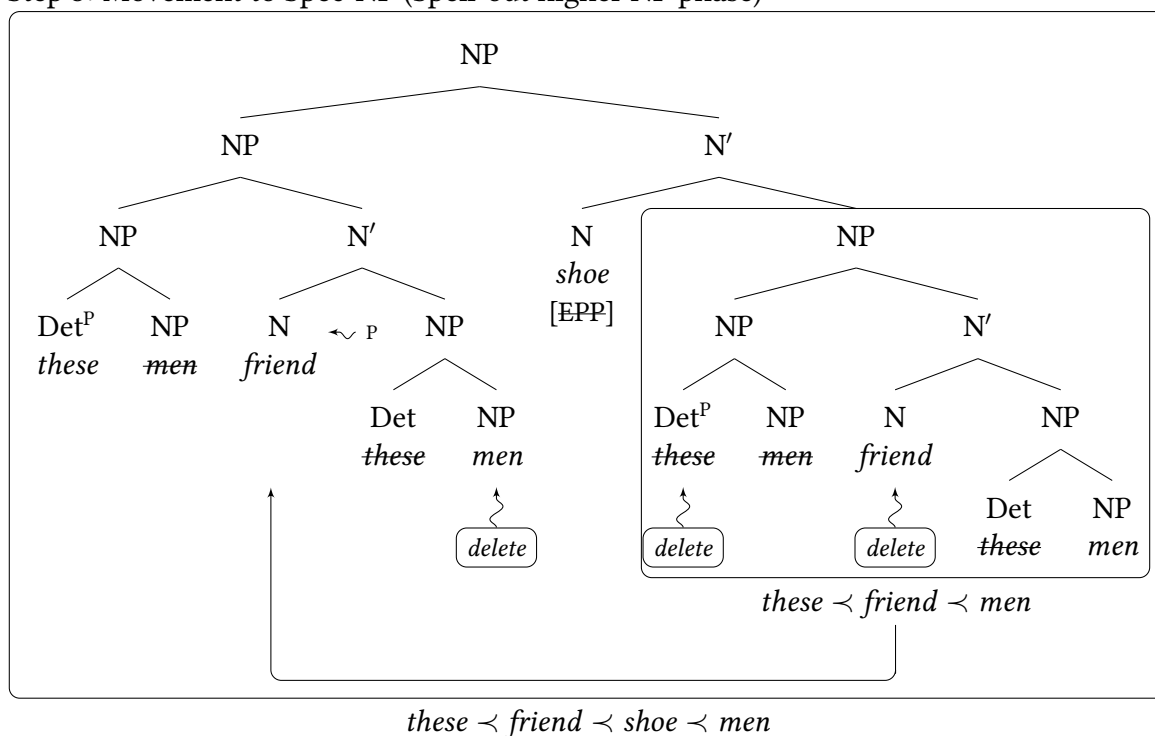 Step 3: Movement to Spec-NP (Spell-out higher NP phase)
NP
NP N′
NP N′ N NP
shoe
[EPP]
Detᴾ NP N P NP NP N′
these men friend
Det NP Detᴾ NP N NP
these men these men friend
Det NP
delete delete delete these men
these ≺ friend ≺ men
these ≺ friend ≺ shoe ≺ men